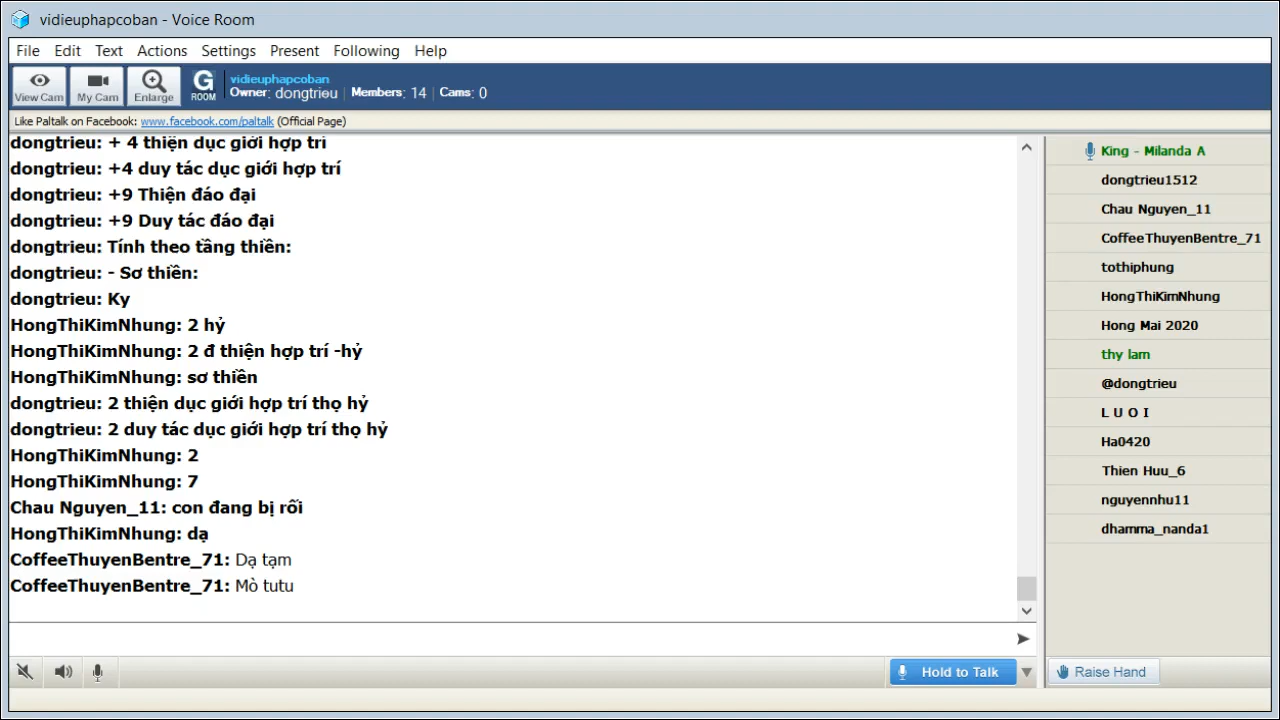 vidieuphapcoban - Voice Room
File Edit Text Actions Settings Present Following Help
View Cam My Cam Enlarge G ROOM vidieuphapcoban
Owner: dongtrieu | Members: 14 | Cams: 0
Like Paltalk on Facebook: www.facebook.com/paltalk (Official Page)
dongtrieu: + 4 thiện dục giới hợp trí
dongtrieu: +4 duy tác dục giới hợp trí
dongtrieu: +9 Thiện đáo đại
dongtrieu: +9 Duy tác đáo đại
dongtrieu: Tính theo tầng thiền:
dongtrieu: - Sơ thiền:
dongtrieu: Ky
HongThiKimNhung: 2 hỷ
HongThiKimNhung: 2 đ thiện hợp trí -hỷ
HongThiKimNhung: sơ thiền
dongtrieu: 2 thiện dục giới hợp trí thọ hỷ
dongtrieu: 2 duy tác dục giới hợp trí thọ hỷ
HongThiKimNhung: 2
HongThiKimNhung: 7
Chau Nguyen_11: con đang bị rối
HongThiKimNhung: dạ
CoffeeThuyenBentre_71: Dạ tạm
CoffeeThuyenBentre_71: Mò tutu
King - Milanda A
dongtrieu1512
Chau Nguyen_11
CoffeeThuyenBentre_71
tothiphung
HongThiKimNhung
Hong Mai 2020
thy lam
@dongtrieu
L U O I
Ha0420
Thien Huu_6
nguyennhu11
dhamma_nanda1
Hold to Talk
Raise Hand